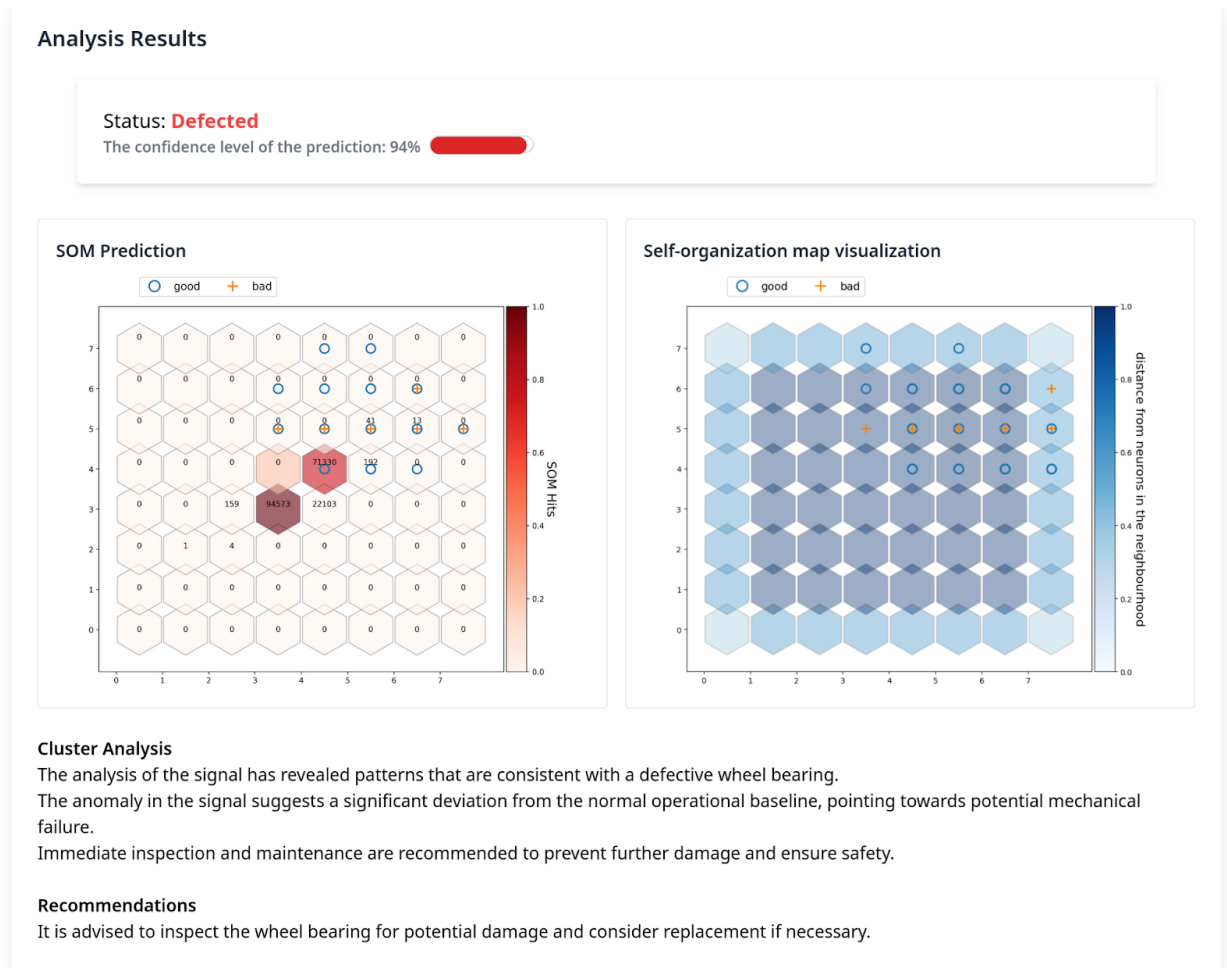 Analysis Results
Status: Defected
The confidence level of the prediction: 94%
SOM Prediction
good bad
0 0 0 0 0 0 0 0
7
0 0 0 0 0 0 0 0
6
0 0 0 0 0 41 13 0
5
0 0 0 0 71330 192 0 0
4
0 0 159 94573 22103 0 0 0
3
0 1 4 0 0 0 0 0
2
0 0 0 0 0 0 0 0
1
0 0 0 0 0 0 0 0
0
0 1 2 3 4 5 6 7
1.0
0.8
0.6
0.4
0.2
0.0
SOM Hits
Self-organization map visualization
good bad
7
6
5
4
3
2
1
0
0 1 2 3 4 5 6 7
1.0
0.8
0.6
0.4
0.2
0.0
distance from neurons in the neighbourhood
Cluster Analysis
The analysis of the signal has revealed patterns that are consistent with a defective wheel bearing.
The anomaly in the signal suggests a significant deviation from the normal operational baseline, pointing towards potential mechanical
failure.
Immediate inspection and maintenance are recommended to prevent further damage and ensure safety.
Recommendations
It is advised to inspect the wheel bearing for potential damage and consider replacement if necessary.